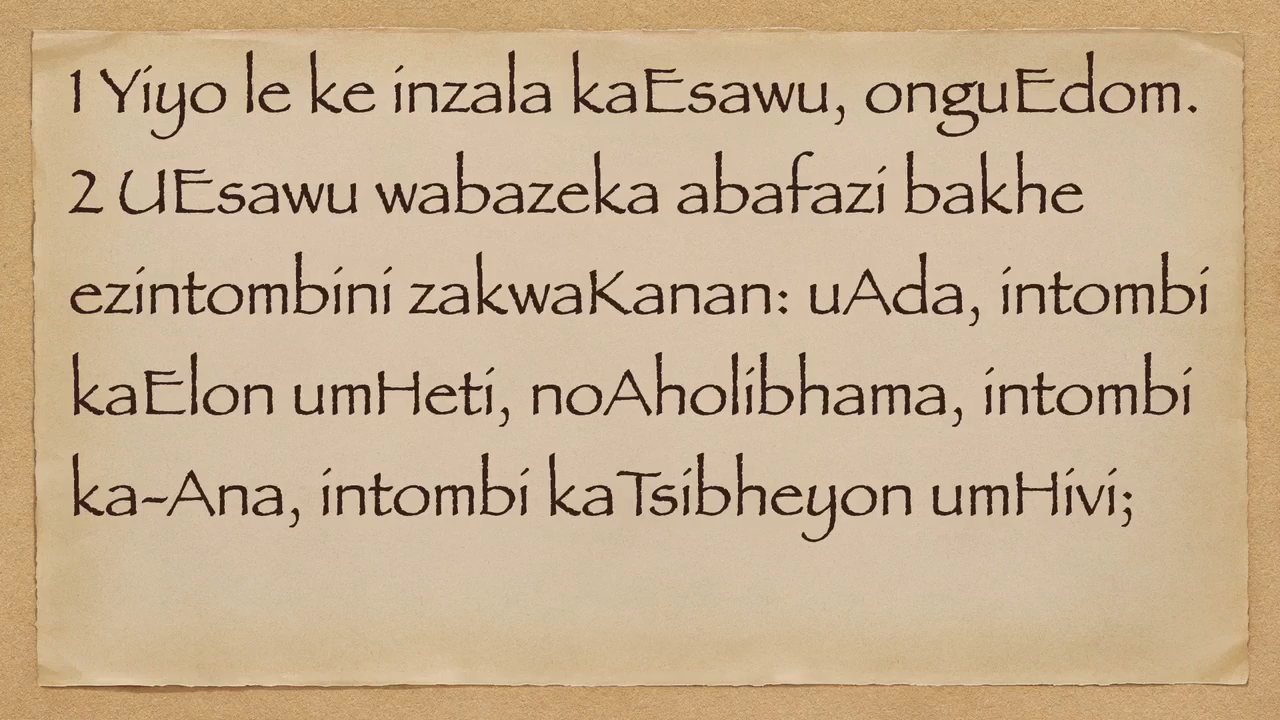 1 Yiyo le ke inzala kaEsawu, onguEdom.
2 UEsawu wabazeka abafazi bakhe
ezintombini zakwaKanan: uAda, intombi
kaElon umHeti, noAholibhama, intombi
ka-Ana, intombi kaTsibheyon umHivi;